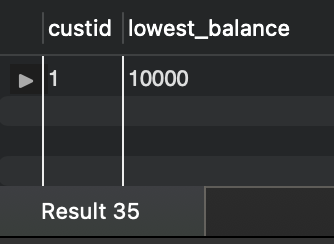 custid lowest_balance
1 10000
Result 35